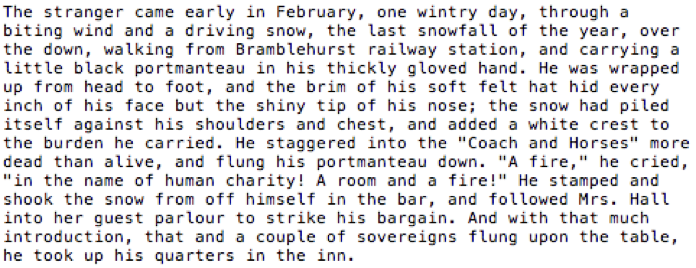 The stranger came early in February, one wintry day, through a
biting wind and a driving snow, the last snowfall of the year, over
the down, walking from Bramblehurst railway station, and carrying a
little black portmanteau in his thickly gloved hand. He was wrapped
up from head to foot, and the brim of his soft felt hat hid every
inch of his face but the shiny tip of his nose; the snow had piled
itself against his shoulders and chest, and added a white crest to
the burden he carried. He staggered into the "Coach and Horses" more
dead than alive, and flung his portmanteau down. "A fire," he cried,
"in the name of human charity! A room and a fire!" He stamped and
shook the snow from off himself in the bar, and followed Mrs. Hall
into her guest parlour to strike his bargain. And with that much
introduction, that and a couple of sovereigns flung upon the table,
he took up his quarters in the inn.